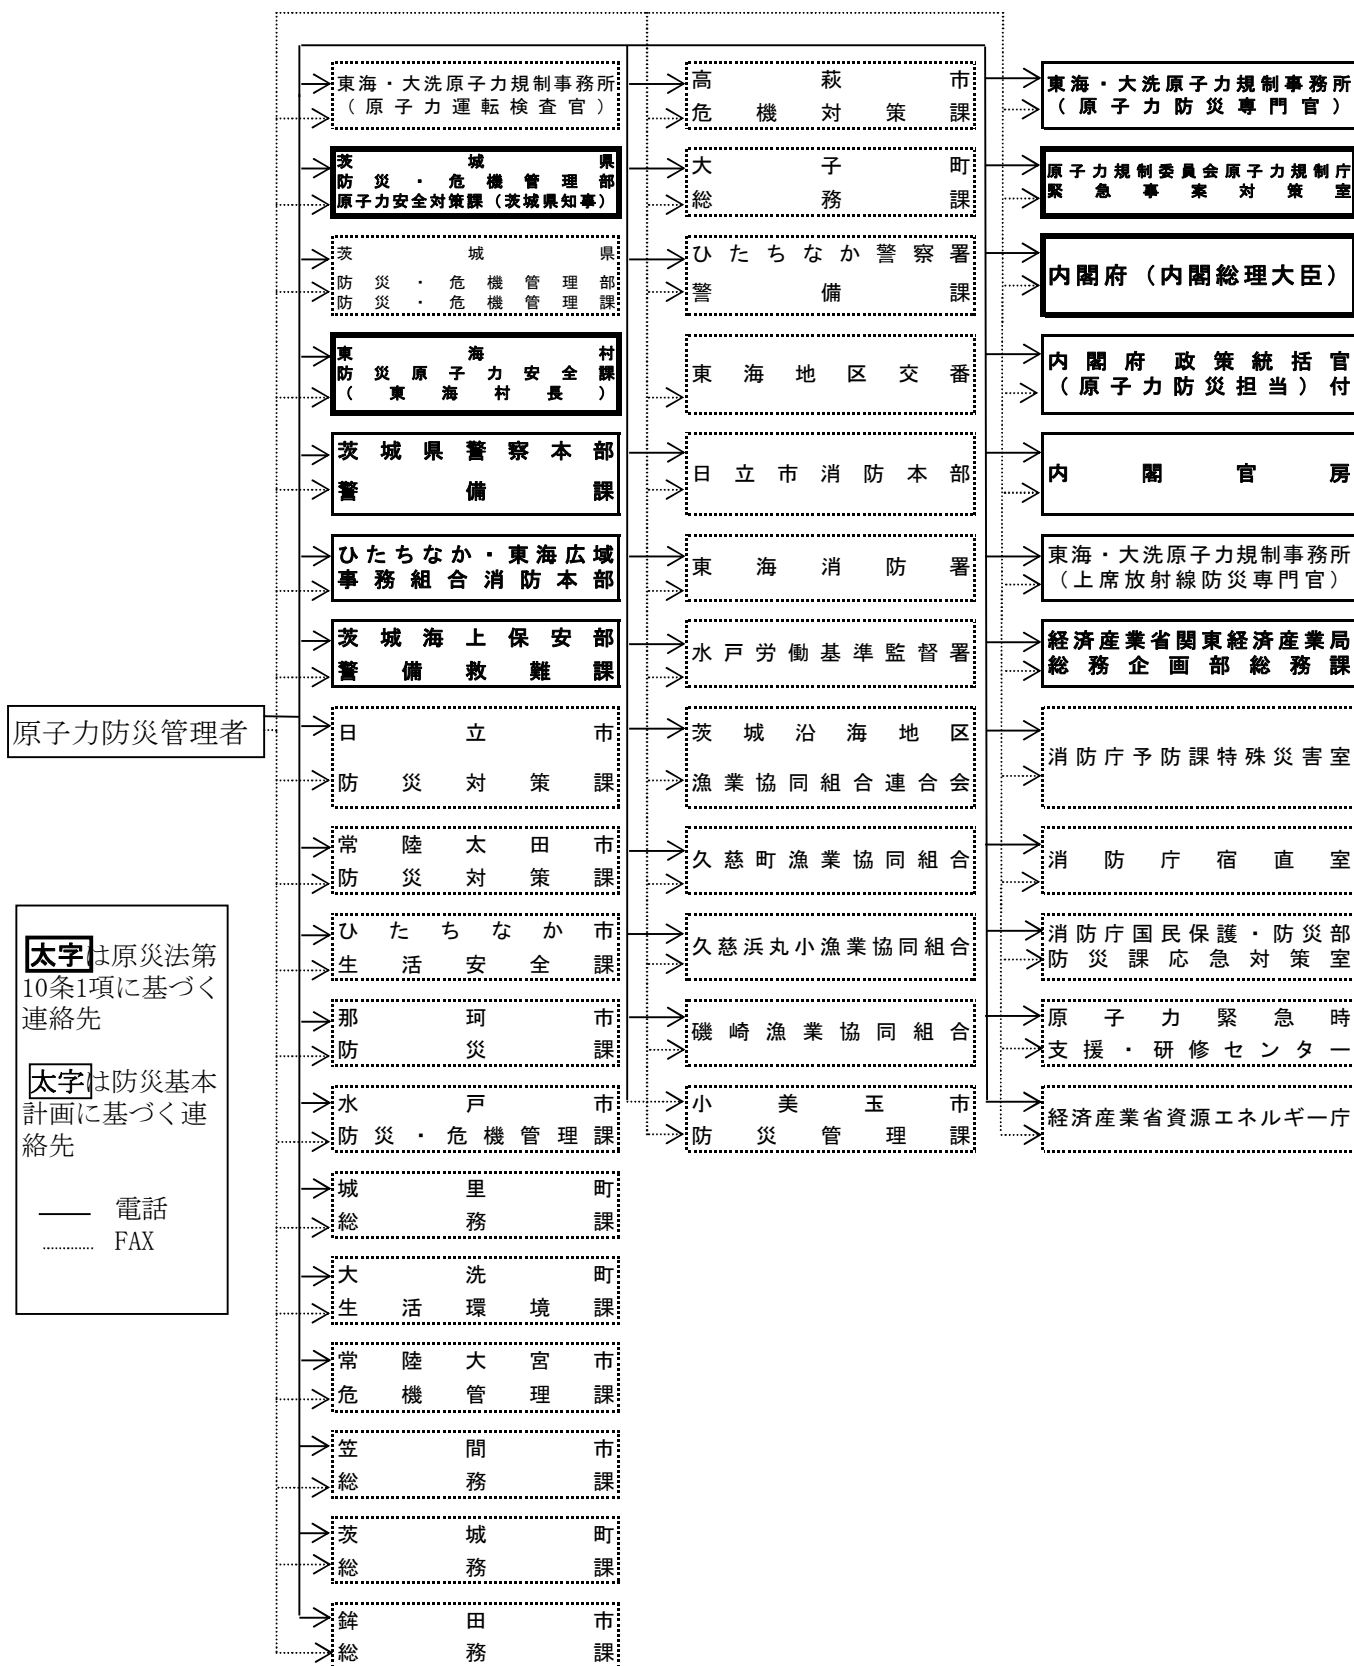 原子力防災管理者
太字は原災法第
10条1項に基づく
連絡先
太字は防災基本
計画に基づく連
絡先
電話
FAX
東海・大洗原子力規制事務所
（原子力運転検査官）
茨城県
防災・危機管理部
原子力安全対策課（茨城県知事）
茨城県
防災・危機管理部
防災・危機管理課
東海村
防災原子力安全課
（東海村長）
茨城県警察本部
警備課
ひたちなか・東海広域
事務組合消防本部
茨城海上保安部
警備救難課
日立市
防災対策課
常陸太田市
防災対策課
ひたちなか市
生活安全課
那珂市
防災課
水戸市
防災・危機管理課
城里町
総務課
大洗町
生活環境課
常陸大宮市
危機管理課
笠間市
総務課
茨城町
総務課
鉾田市
総務課
高萩市
危機対策課
大子町
総務課
ひたちなか警察署
警備課
東海地区交番
日立市消防本部
東海消防署
水戸労働基準監督署
茨城沿海地区
漁業協同組合連合会
久慈町漁業協同組合
久慈浜丸小漁業協同組合
磯崎漁業協同組合
小美玉市
防災管理課
東海・大洗原子力規制事務所
（原子力防災専門官）
原子力規制委員会原子力規制庁
緊急事案対策室
内閣府（内閣総理大臣）
内閣府政策統括官
（原子力防災担当）付
内閣官房
東海・大洗原子力規制事務所
（上席放射線防災専門官）
経済産業省関東経済産業局
総務企画部総務課
消防庁予防課特殊災害室
消防庁宿直室
消防庁国民保護・防災部
防災課応急対策室
原子力緊急時
支援・研修センター
経済産業省資源エネルギー庁